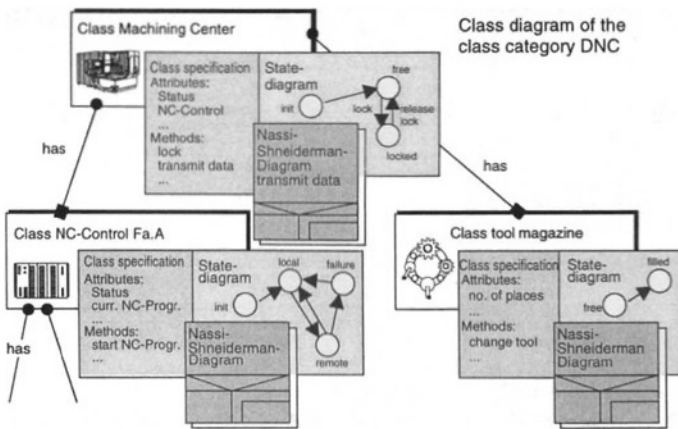 Class diagram of the
class category DNC
Class Machining Center
Class specification
Attributes:
Status
NC-Control
...
Methods:
lock
transmit data
...
State-
diagram
free
init
lock
release
lock
locked
Nassi-
Shneiderman-
Diagram
transmit data
has
has
Class NC-Control Fa.A
Class specification
Attributes:
Status
curr. NC-Progr.
...
Methods:
start NC-Progr.
...
State-
diagram
local
failure
init
remote
Nassi-
Shneiderman-
Diagram
has
Class tool magazine
Class specification
Attributes:
no. of places
...
Methods:
change tool
...
State-
diagram
filled
free
Nassi-
Shneiderman
Diagram